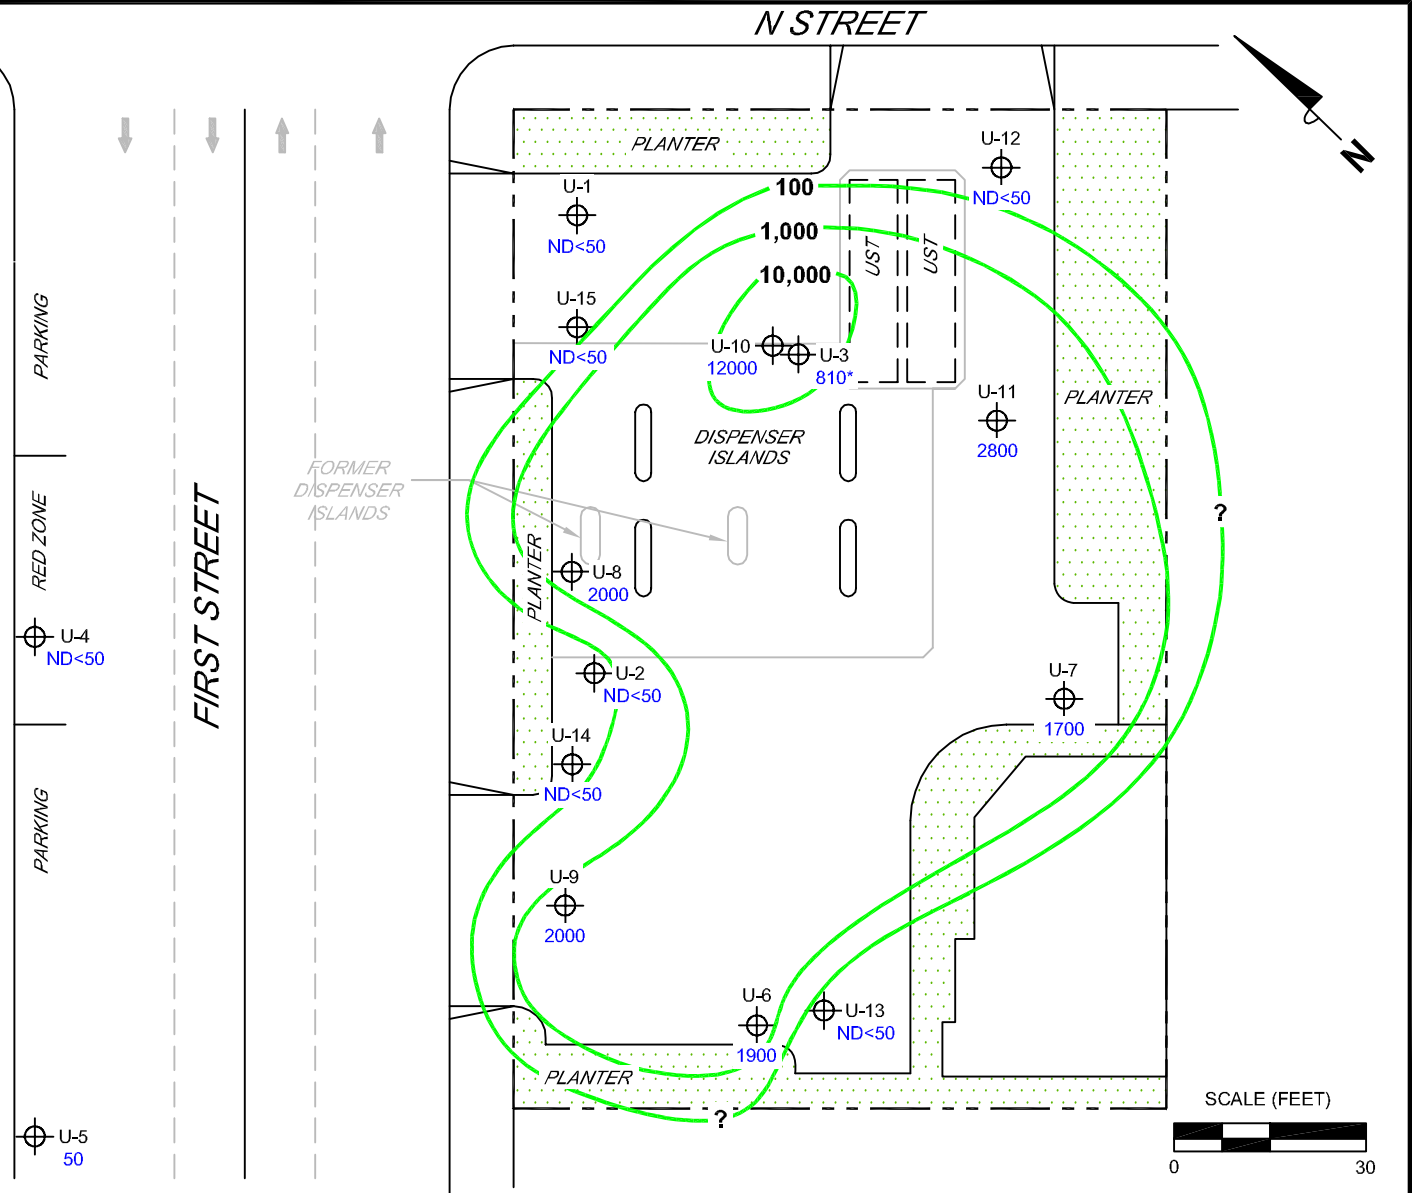 N STREET
PLANTER
U-12
ND<50
N
U-1
ND<50
100
1,000
10,000
UST
UST
U-15
ND<50
U-10
12000
U-3
810*
PARKING
PLANTER
U-11
2800
DISPENSER
ISLANDS
FORMER
DISPENSER
ISLANDS
RED ZONE
FIRST STREET
?
PLANTER
U-8
2000
U-4
ND<50
U-2
ND<50
U-7
1700
U-14
ND<50
PARKING
U-9
2000
U-6
1900
U-13
ND<50
PLANTER
?
SCALE (FEET)
0
30
U-5
50